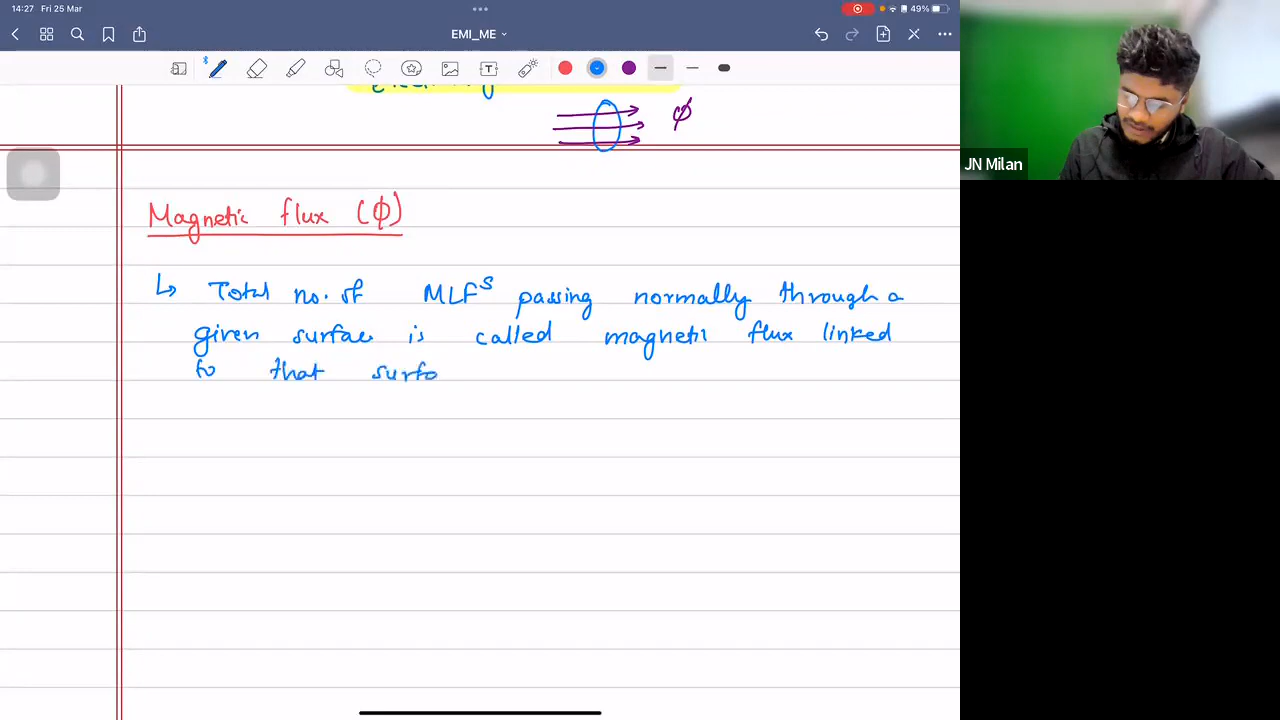 14:27 Fri 25 Mar
49%
EMI_ME
JN Milan
ϕ
Magnetic flux (ϕ)
↳ Total no. of MLFs passing normally through a
given surface is called magnetic flux linked
to that surfa